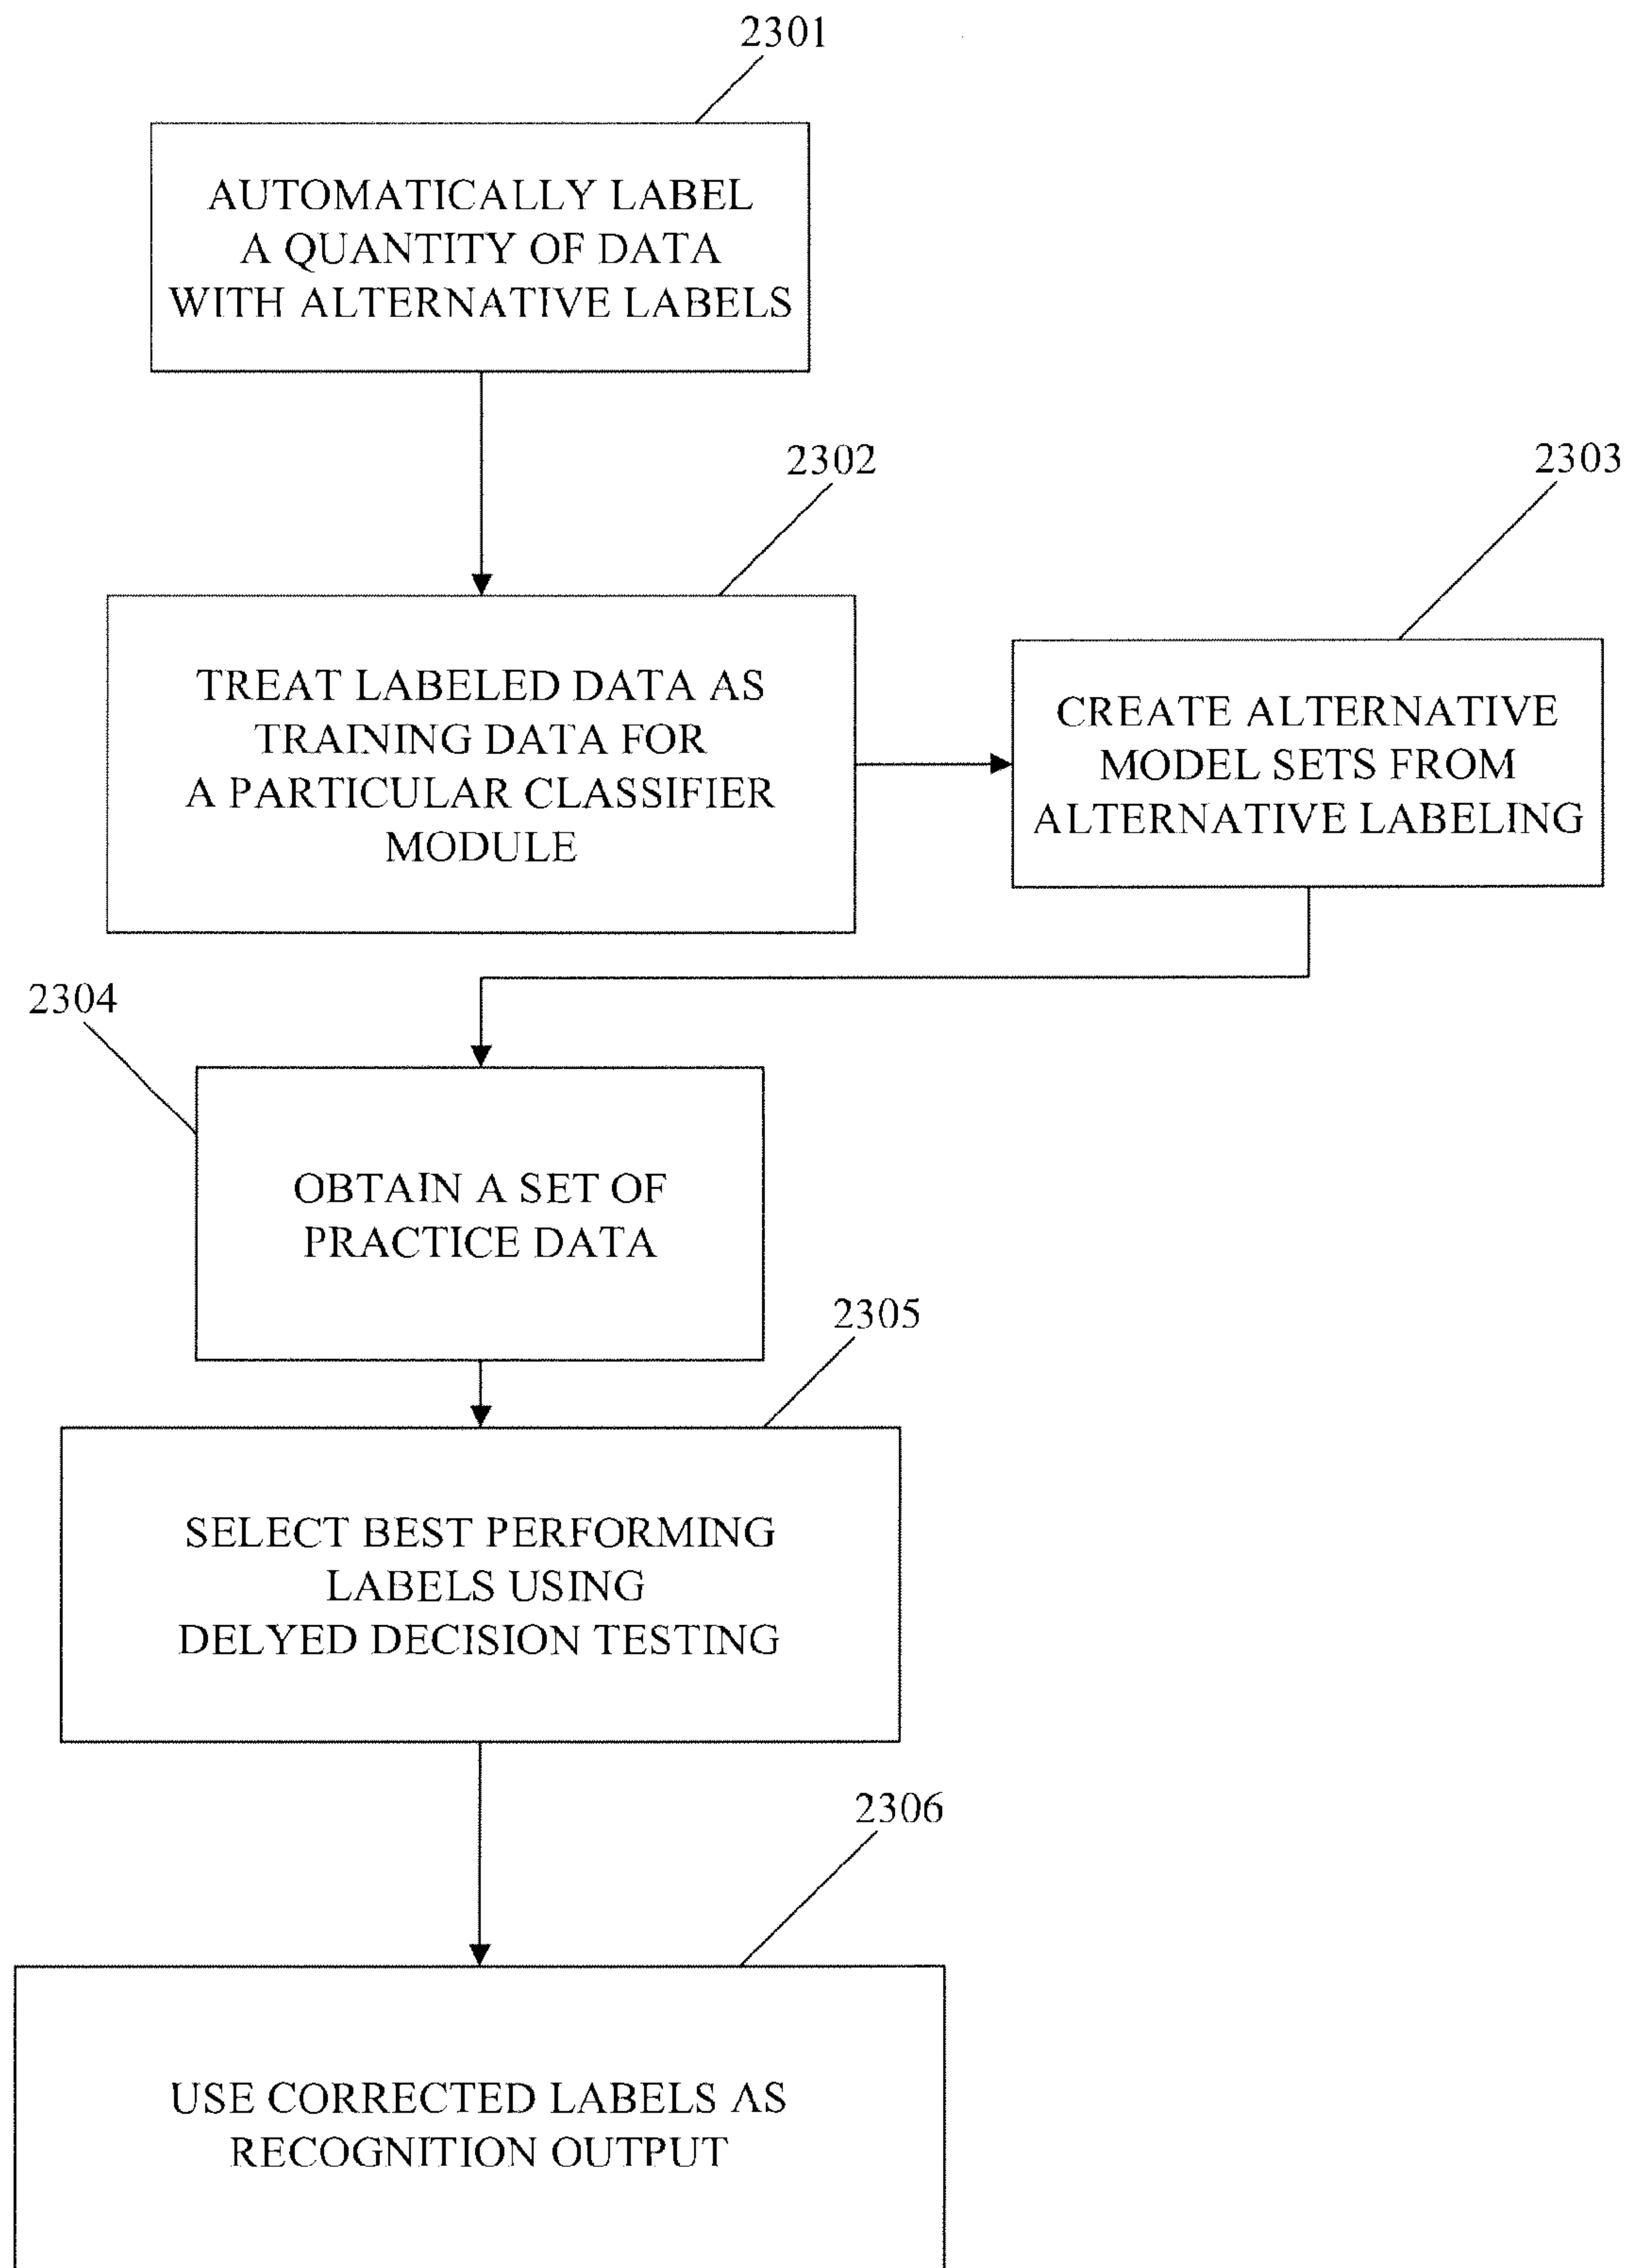 2301
AUTOMATICALLY LABEL
A QUANTITY OF DATA
WITH ALTERNATIVE LABELS
2302
TREAT LABELED DATA AS
TRAINING DATA FOR
A PARTICULAR CLASSIFIER
MODULE
2303
CREATE ALTERNATIVE
MODEL SETS FROM
ALTERNATIVE LABELING
2304
OBTAIN A SET OF
PRACTICE DATA
2305
SELECT BEST PERFORMING
LABELS USING
DELYED DECISION TESTING
2306
USE CORRECTED LABELS AS
RECOGNITION OUTPUT